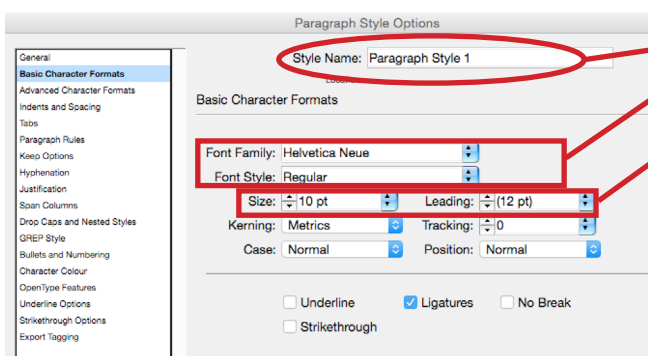 Paragraph Style Options
General
Basic Character Formats
Advanced Character Formats
Indents and Spacing
Tabs
Paragraph Rules
Keep Options
Hyphenation
Justification
Span Columns
Drop Caps and Nested Styles
GREP Style
Bullets and Numbering
Character Colour
OpenType Features
Underline Options
Strikethrough Options
Export Tagging
Style Name: Paragraph Style 1
Basic Character Formats
Font Family: Helvetica Neue
Font Style: Regular
Size: 10 pt Leading: (12 pt)
Kerning: Metrics Tracking: 0
Case: Normal Position: Normal
Underline Ligatures No Break
Strikethrough